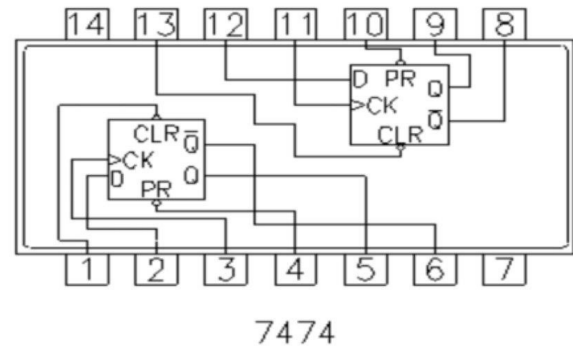 14 13 12 11 10 9 8
D PR Q
CK Q̅
CLR
CLR Q̅
CK
D Q
PR
1 2 3 4 5 6 7
7474